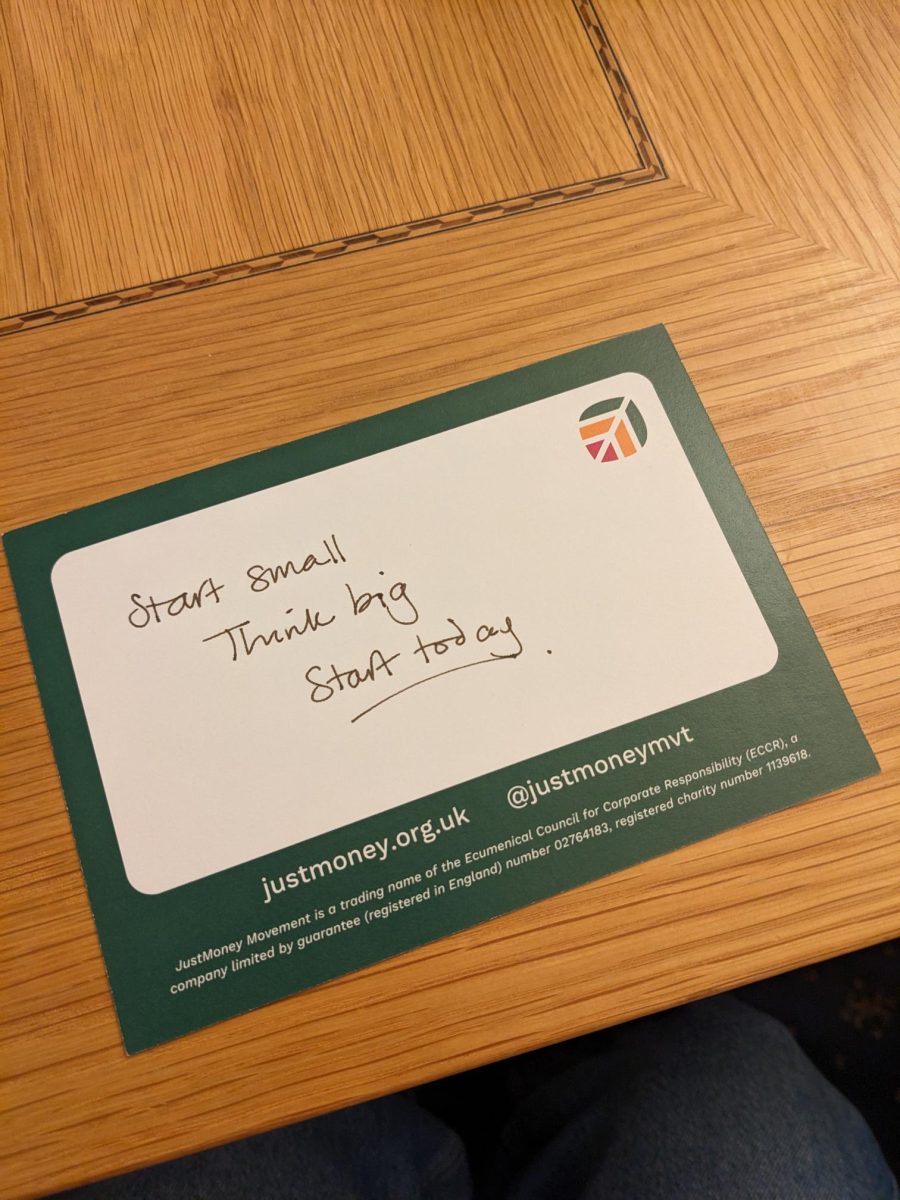 Start small
Think big
Start today.
justmoney.org.uk @justmoneymvt
JustMoney Movement is a trading name of the Ecumenical Council for Corporate Responsibility (ECCR), a
company limited by guarantee (registered in England) number 02764183, registered charity number 1139618.